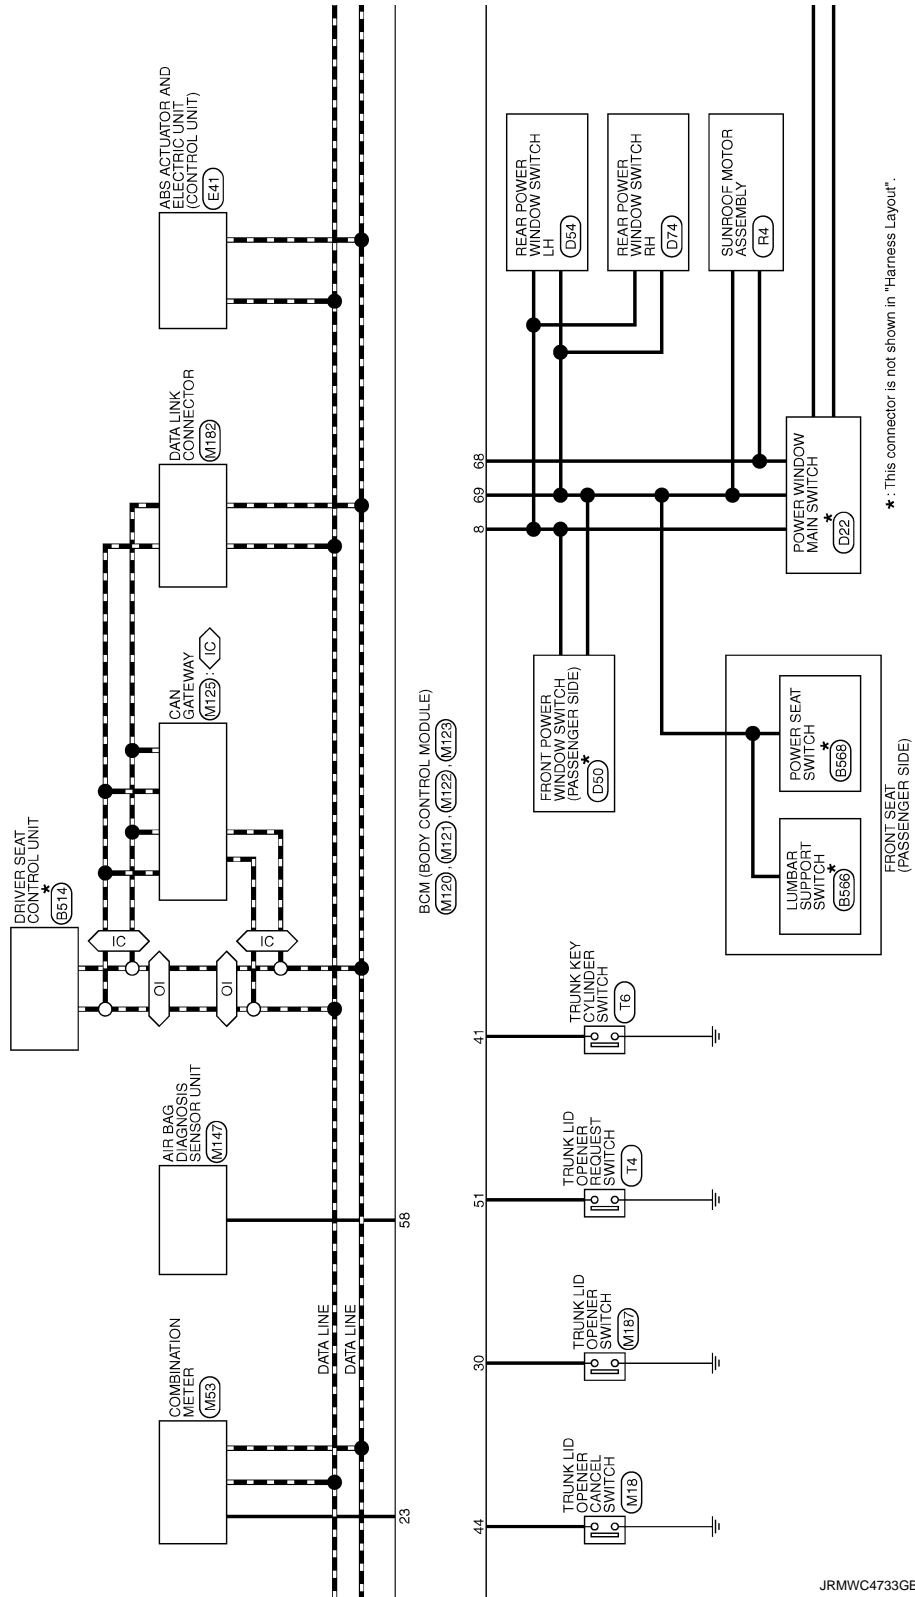 COMBINATION
METER
M53
23
DATA LINE
DATA LINE
AIR BAG
DIAGNOSIS
SENSOR UNIT
M147
58
DRIVER SEAT
CONTROL UNIT
*
B514
IC
OI
OI
IC
CAN
GATEWAY
M125 : IC
DATA LINK
CONNECTOR
M182
ABS ACTUATOR AND
ELECTRIC UNIT
(CONTROL UNIT)
E41
BCM (BODY CONTROL MODULE)
M120 , M121 , M122 , M123
44
TRUNK LID
OPENER
CANCEL
SWITCH
M18
30
TRUNK LID
OPENER
SWITCH
M187
51
TRUNK LID
OPENER
REQUEST
SWITCH
T4
41
TRUNK KEY
CYLINDER
SWITCH
T6
8
69
68
FRONT POWER
WINDOW SWITCH
(PASSENGER SIDE)
*
D50
REAR POWER
WINDOW SWITCH
LH
D54
REAR POWER
WINDOW SWITCH
RH
D74
SUNROOF MOTOR
ASSEMBLY
R4
LUMBAR
SUPPORT
SWITCH
*
B566
POWER SEAT
SWITCH
*
B568
FRONT SEAT
(PASSENGER SIDE)
POWER WINDOW
MAIN SWITCH
*
D22
* : This connector is not shown in "Harness Layout".
JRMWC4733GB